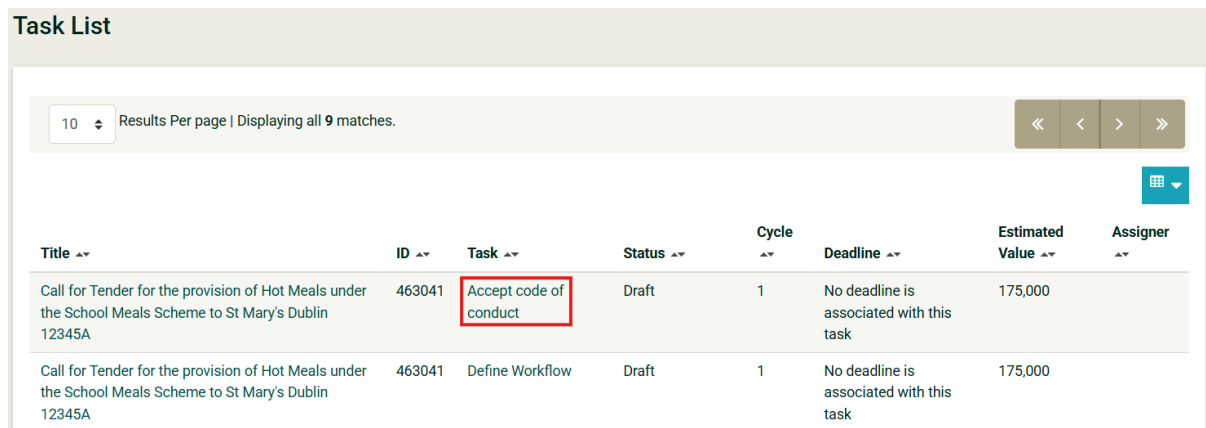 Task List
10 Results Per page | Displaying all 9 matches.
Cycle Estimated Assigner
Title ID Task Status Deadline Value
Call for Tender for the provision of Hot Meals under 463041 Accept code of Draft 1 No deadline is 175,000
the School Meals Scheme to St Mary's Dublin conduct associated with this
12345A task
Call for Tender for the provision of Hot Meals under 463041 Define Workflow Draft 1 No deadline is 175,000
the School Meals Scheme to St Mary's Dublin associated with this
12345A task